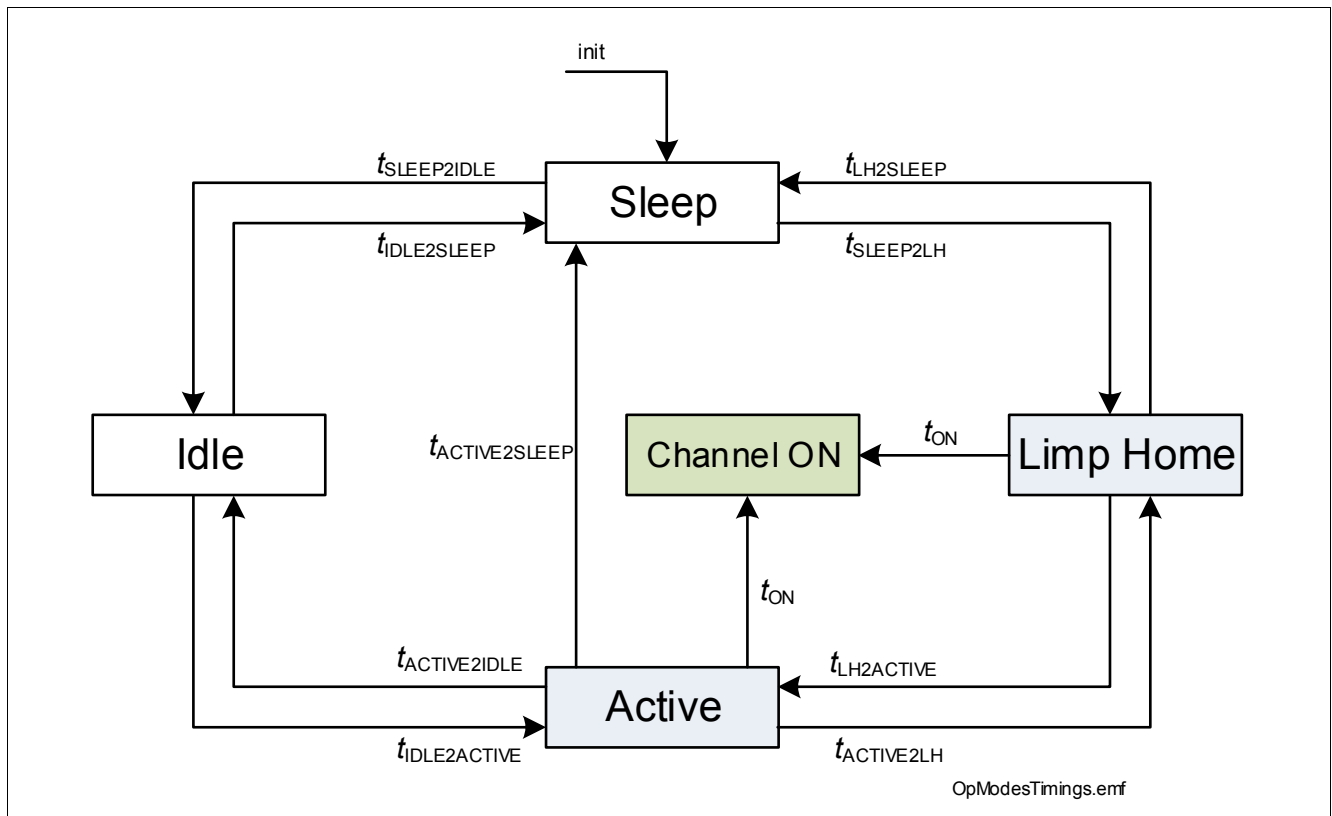 init
tSLEEP2IDLE
tLH2SLEEP
Sleep
tIDLE2SLEEP
tSLEEP2LH
Idle
tACTIVE2SLEEP
Channel ON
tON
Limp Home
tON
tACTIVE2IDLE
tLH2ACTIVE
Active
tIDLE2ACTIVE
tACTIVE2LH
OpModesTimings.emf